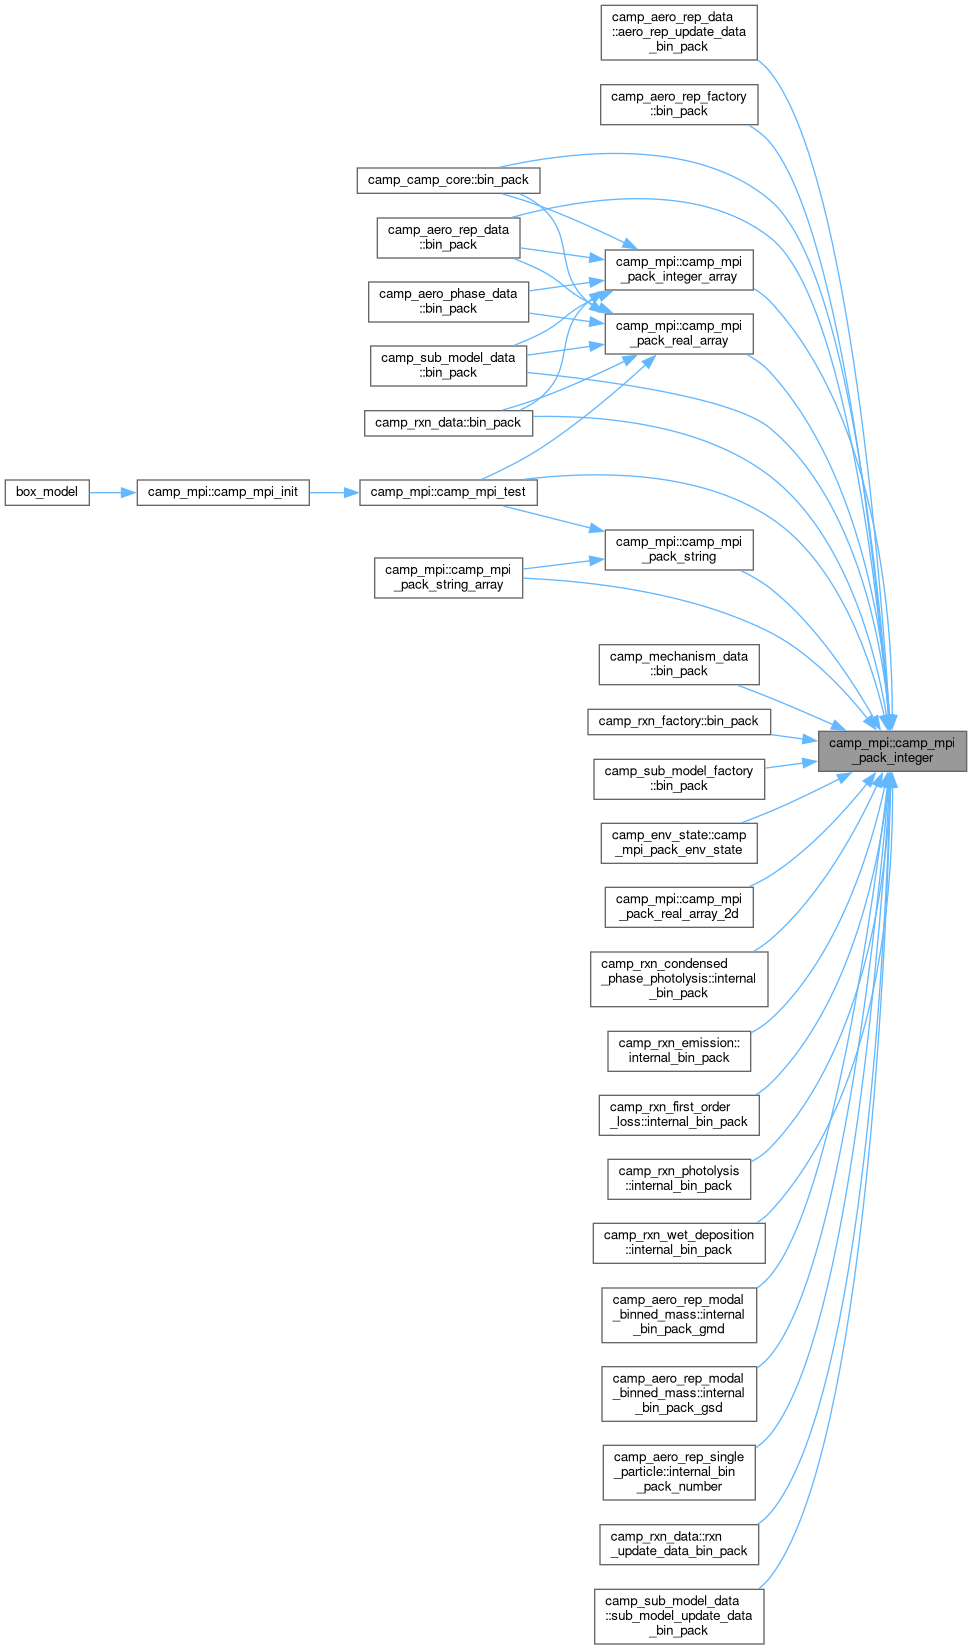 camp_aero_rep_data
::aero_rep_update_data
_bin_pack
camp_aero_rep_factory
::bin_pack
camp_camp_core::bin_pack
camp_aero_rep_data
::bin_pack
camp_mpi::camp_mpi
_pack_integer_array
camp_aero_phase_data
::bin_pack
camp_mpi::camp_mpi
_pack_real_array
camp_sub_model_data
::bin_pack
camp_rxn_data::bin_pack
box_model
camp_mpi::camp_mpi_init
camp_mpi::camp_mpi_test
camp_mpi::camp_mpi
_pack_string
camp_mpi::camp_mpi
_pack_string_array
camp_mechanism_data
::bin_pack
camp_rxn_factory::bin_pack
camp_mpi::camp_mpi
_pack_integer
camp_sub_model_factory
::bin_pack
camp_env_state::camp
_mpi_pack_env_state
camp_mpi::camp_mpi
_pack_real_array_2d
camp_rxn_condensed
_phase_photolysis::internal
_bin_pack
camp_rxn_emission::
internal_bin_pack
camp_rxn_first_order
_loss::internal_bin_pack
camp_rxn_photolysis
::internal_bin_pack
camp_rxn_wet_deposition
::internal_bin_pack
camp_aero_rep_modal
_binned_mass::internal
_bin_pack_gmd
camp_aero_rep_modal
_binned_mass::internal
_bin_pack_gsd
camp_aero_rep_single
_particle::internal_bin
_pack_number
camp_rxn_data::rxn
_update_data_bin_pack
camp_sub_model_data
::sub_model_update_data
_bin_pack